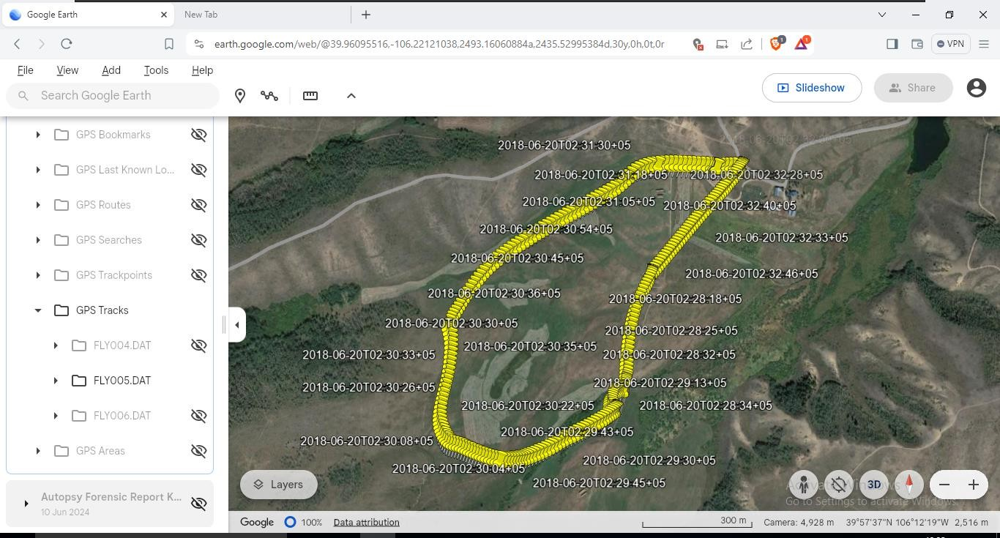 Google Earth
New Tab
earth.google.com/web/@39.96095516,-106.22121038,2493.16060884a,2435.52995384d,30y,0h,0t,0r
1
1
VPN
File View Add Tools Help
Search Google Earth
Slideshow
Share
GPS Bookmarks
GPS Last Known Lo...
GPS Routes
GPS Searches
GPS Trackpoints
GPS Tracks
FLY004.DAT
FLY005.DAT
FLY006.DAT
GPS Areas
Autopsy Forensic Report K...
10 Jun 2024
2018-06-20T02:31:30+05
2018-06-20T02:31:18+05
2018-06-20T02:32:28+05
2018-06-20T02:31:05+05
2018-06-20T02:32:40+05
2018-06-20T02:30:54+05
2018-06-20T02:32:33+05
2018-06-20T02:30:45+05
2018-06-20T02:32:46+05
2018-06-20T02:30:36+05
2018-06-20T02:28:18+05
2018-06-20T02:30:30+05
2018-06-20T02:28:25+05
2018-06-20T02:30:35+05
2018-06-20T02:30:33+05
2018-06-20T02:28:32+05
2018-06-20T02:30:26+05
2018-06-20T02:29:13+05
2018-06-20T02:30:22+05
2018-06-20T02:28:34+05
2018-06-20T02:29:43+05
2018-06-20T02:30:08+05
2018-06-20T02:29:30+05
2018-06-20T02:30:04+05
2018-06-20T02:29:45+05
Layers
3D
Activate Windows
Go to Settings to activate Windows.
Google
100%
Data attribution
300 m
Camera: 4,928 m
39°57'37"N 106°12'19"W
2,516 m